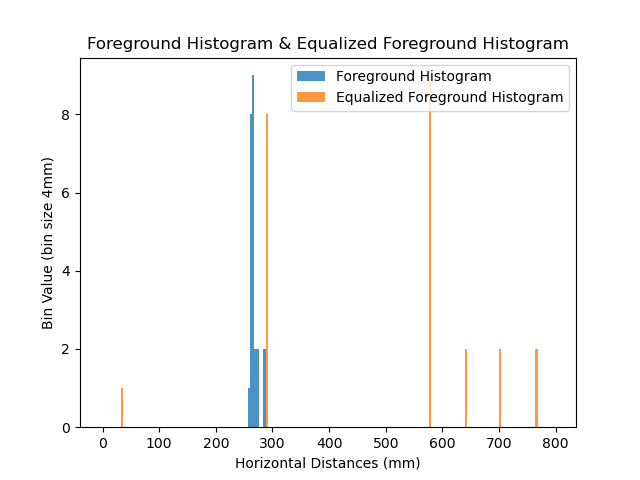 Foreground Histogram & Equalized Foreground Histogram
Foreground Histogram
Equalized Foreground Histogram
Bin Value (bin size 4mm)
8
6
4
2
0
0 100 200 300 400 500 600 700 800
Horizontal Distances (mm)